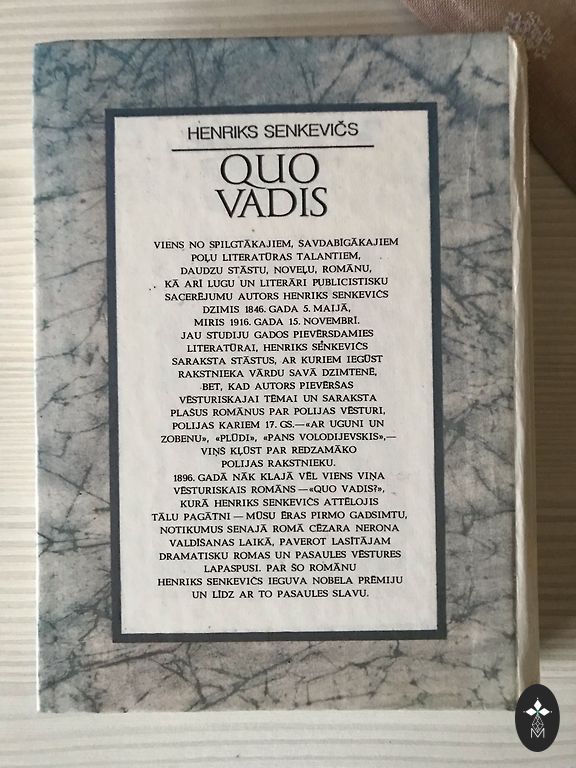 HENRIKS SENKEVIČS
QUO
VADIS
VIENS NO SPILGTĀKAJIEM, SAVDABĪGĀKAJIEM
POĻU LITERATŪRAS TALANTIEM,
DAUDZU STĀSTU, NOVEĻU, ROMĀNU,
KĀ ARĪ LUGU UN LITERĀRI PUBLICISTISKU
SACERĒJUMU AUTORS HENRIKS SENKEVIČS
DZIMIS 1846. GADA 5. MAIJĀ,
MIRIS 1916. GADA 15. NOVEMBRĪ.
JAU STUDIJU GADOS PIEVĒRSDAMIES
LITERATŪRAI, HENRIKS SENKEVIČS
SARAKSTA STĀSTUS, AR KURIEM IEGŪST
RAKSTNIEKA VĀRDU SAVĀ DZIMTENĒ,
BET, KAD AUTORS PIEVĒRŠAS
VĒSTURISKAJAI TĒMAI UN SARAKSTA
PLAŠUS ROMĀNUS PAR POLIJAS VĒSTURI,
POLIJAS KARIEM 17. GS.—«AR UGUNI UN
ZOBENU», «PLŪDI», «PANS VOLODIJEVSKIS»,—
VIŅŠ KĻŪST PAR REDZAMĀKO
POLIJAS RAKSTNIEKU.
1896. GADĀ NĀK KLAJĀ VĒL VIENS VIŅA
VĒSTURISKAIS ROMĀNS—«QUO VADIS?»,
KURĀ HENRIKS SENKEVIČS ATTĒLOJIS
TĀLU PAGĀTNI—MŪSU ĒRAS PIRMO GADSIMTU,
NOTIKUMUS SENAJĀ ROMĀ CĒZARA NERONA
VALDĪŠANAS LAIKĀ, PAVEROT LASĪTĀJAM
DRAMATISKU ROMAS UN PASAULES VĒSTURES
LAPASPUSI. PAR ŠO ROMĀNU
HENRIKS SENKEVIČS IEGUVA NOBELA PRĒMIJU
UN LĪDZ AR TO PASAULES SLAVU.
M